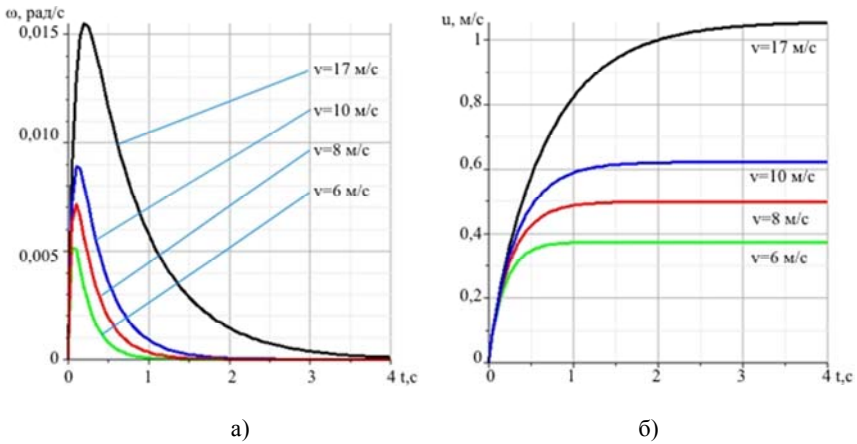 ω, рад/с
0,015
0,010
0,005
0
0 1 2 3 4 t,с
v=17 м/с
v=10 м/с
v=8 м/с
v=6 м/с
а)
u, м/с
1
0,8
0,6
0,4
0,2
0
0 1 2 3 4 t,с
v=17 м/с
v=10 м/с
v=8 м/с
v=6 м/с
б)